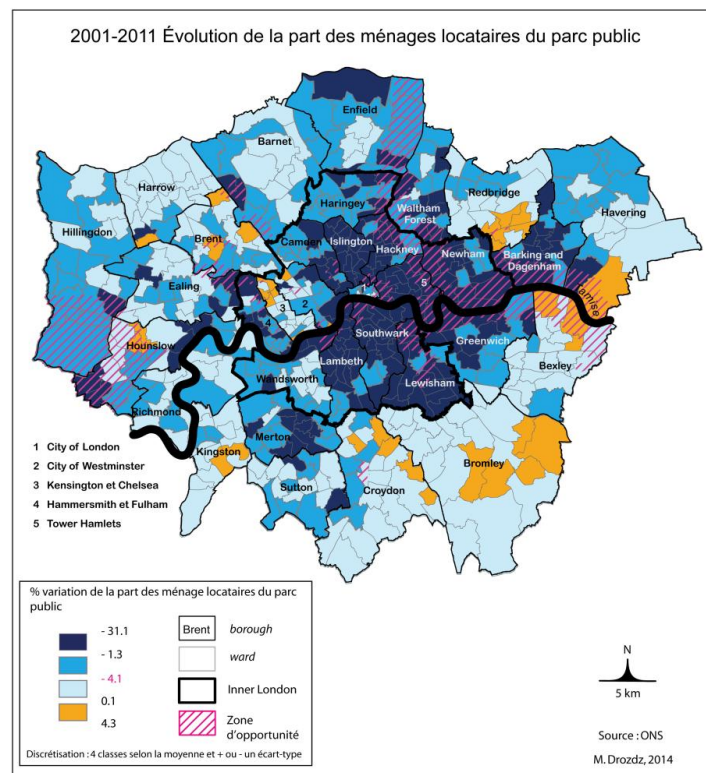 2001-2011 Évolution de la part des ménages locataires du parc public
Enfield
Barnet
Harrow
Redbridge
Haringey
Waltham
Forest
Havering
Hillingdon
Brent
Camden
Islington
Hackney
Newham
Barking and
Dagenham
Ealing
Tamise
1
3
2
5
4
Southwark
Hounslow
Greenwich
Lambeth
Bexley
Wandsworth
Lewisham
Richmond
Merton
Kingston
Bromley
Sutton
Croydon
1 City of London
2 City of Westminster
3 Kensington et Chelsea
4 Hammersmith et Fulham
5 Tower Hamlets
% variation de la part des ménage locataires du parc
public
- 31.1
- 1.3
- 4.1
0.1
4.3
Brent borough
ward
Inner London
Zone
d'opportunité
Discrétisation : 4 classes selon la moyenne et + ou - un écart-type
N
5 km
Source : ONS
M. Drozdz, 2014